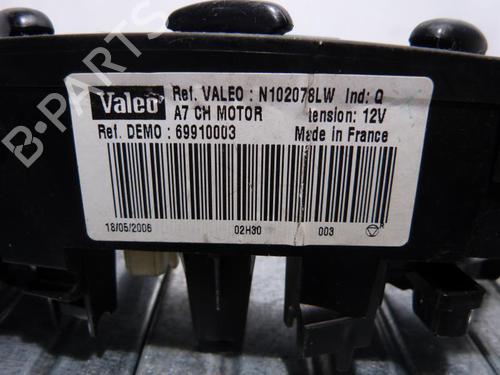 Valeo
Ref. VALEO : N102078LW Ind: Q
A7 CH MOTOR tension: 12V
Ref. DEMO : 69910003 Made in France
18/05/2006 02H30 003 R
B-PARTS